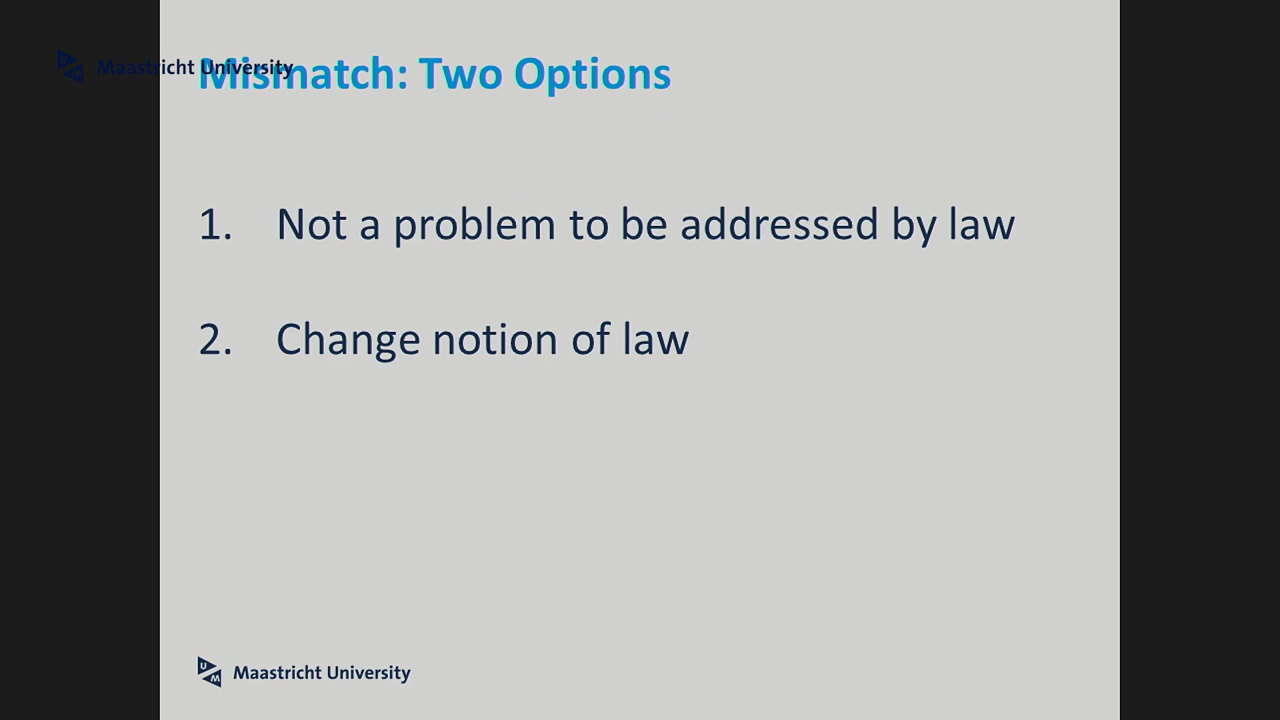 Maastricht University
Mismatch: Two Options
1. Not a problem to be addressed by law
2. Change notion of law
UM Maastricht University